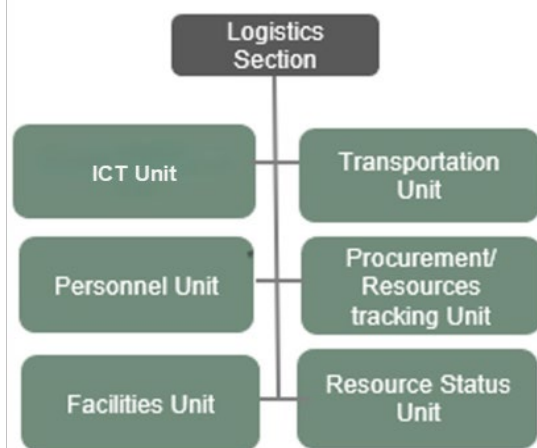 Logistics
Section
ICT Unit
Transportation
Unit
Personnel Unit
Procurement/
Resources
tracking Unit
Facilities Unit
Resource Status
Unit